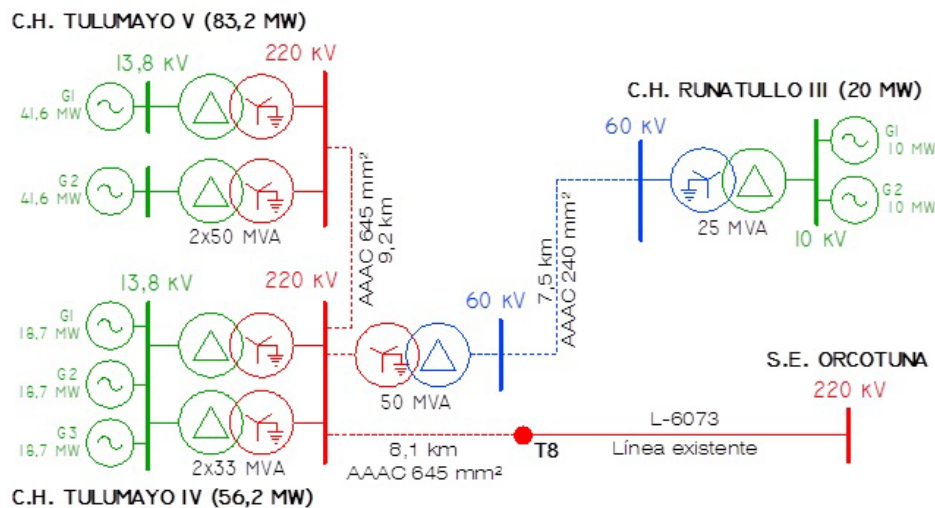 C.H. TULUMAYO V (83,2 MW)
13,8 kV
220 kV
G1
41,6 MW
G2
41,6 MW
2x50 MVA
AAAC 645 mm²
9,2 km
C.H. RUNATULLO III (20 MW)
60 kV
G1
10 MW
G2
10 MW
25 MVA
10 kV
7,5 km
AAAC 240 mm²
13,8 kV
220 kV
60 kV
G1
18,7 MW
G2
18,7 MW
G3
18,7 MW
2x33 MVA
50 MVA
S.E. ORCOTUNA
220 kV
L-6073
T8
Línea existente
8,1 km
AAAC 645 mm²
C.H. TULUMAYO IV (56,2 MW)